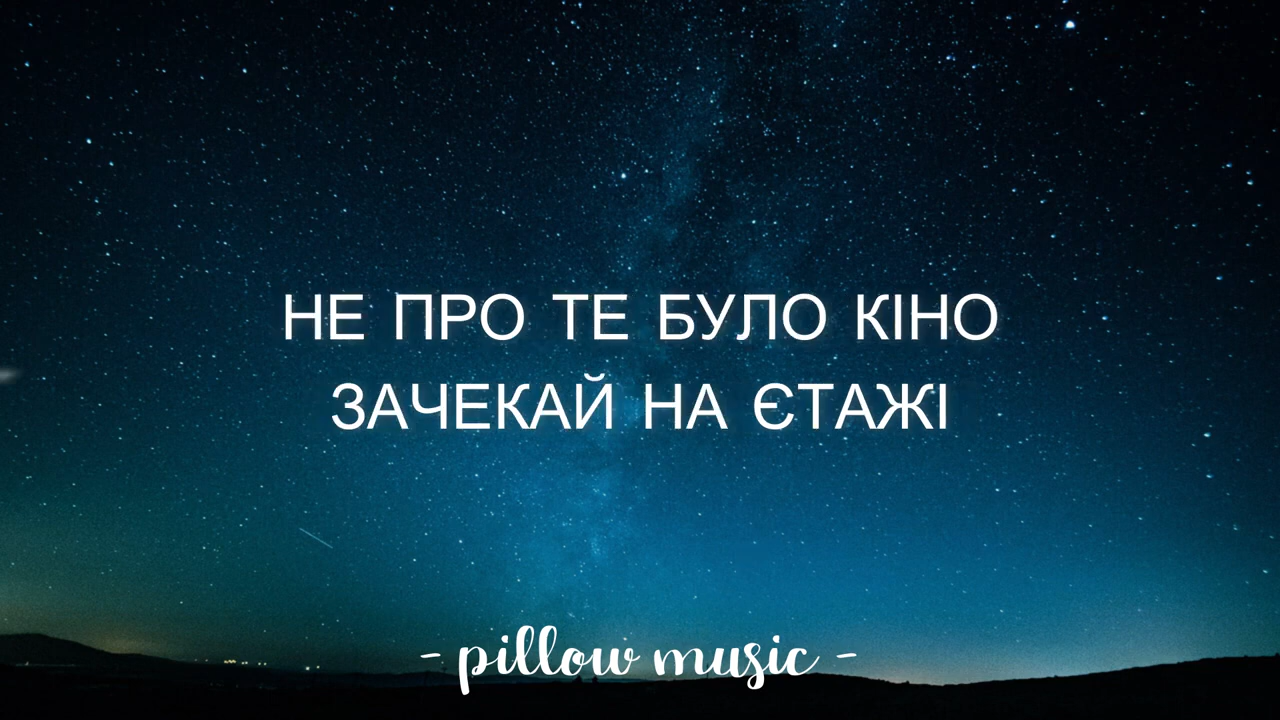 НЕ ПРО ТЕ БУЛО КІНО
ЗАЧЕКАЙ НА ЄТАЖІ
- pillow music -